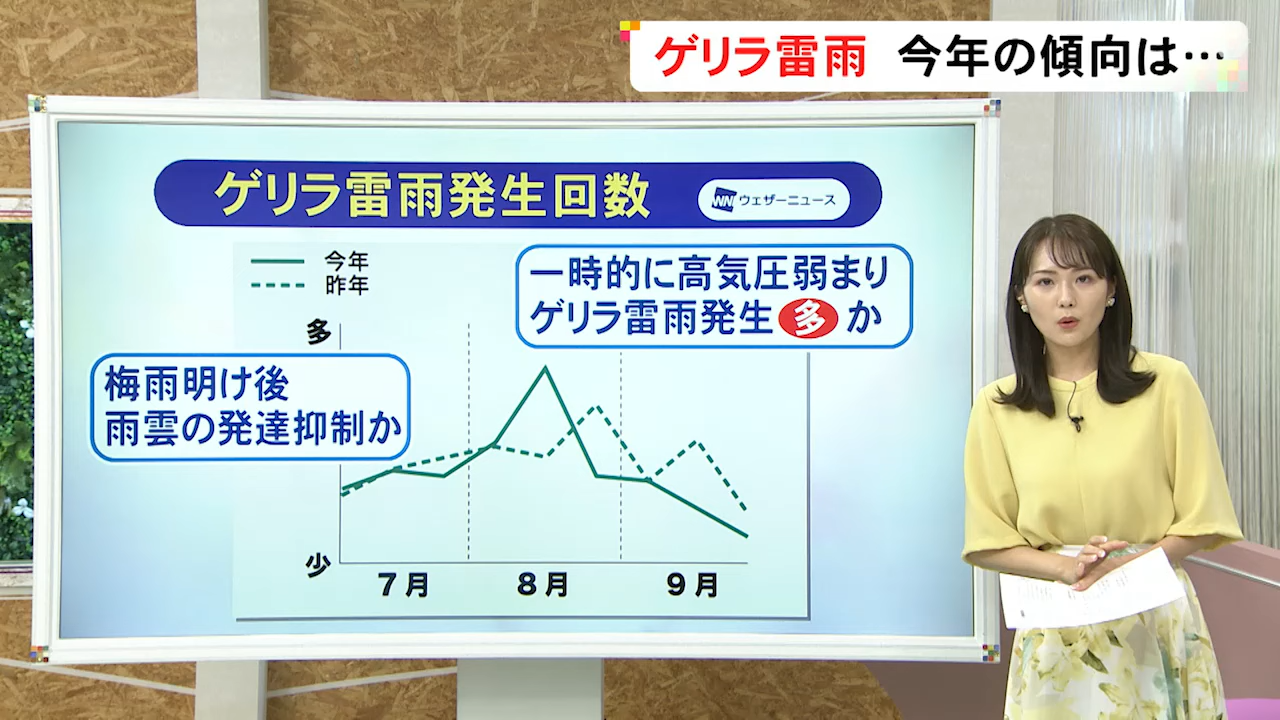 ゲリラ雷雨 今年の傾向は…
ゲリラ雷雨発生回数
WN ウェザーニュース
今年
昨年
一時的に高気圧弱まり
ゲリラ雷雨発生 多 か
多
梅雨明け後
雨雲の発達抑制か
少
7月 8月 9月